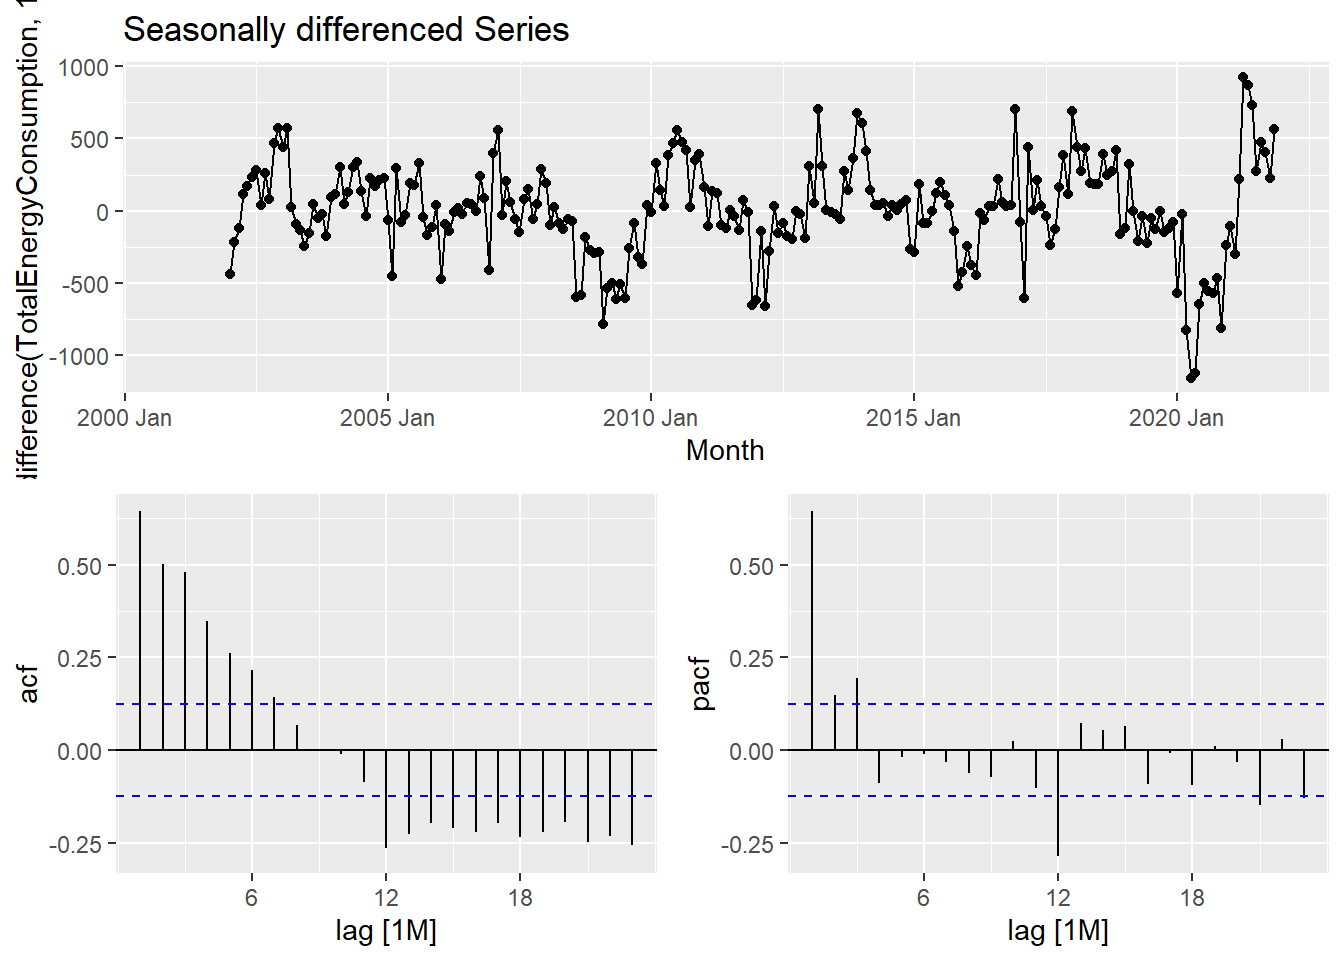 Seasonally differenced Series
difference(TotalEnergyConsumption, 1
1000
500
0
-500
-1000
2000 Jan 2005 Jan 2010 Jan 2015 Jan 2020 Jan
Month
acf
0.50
0.25
0.00
-0.25
6 12 18
lag [1M]
pacf
0.50
0.25
0.00
-0.25
6 12 18
lag [1M]